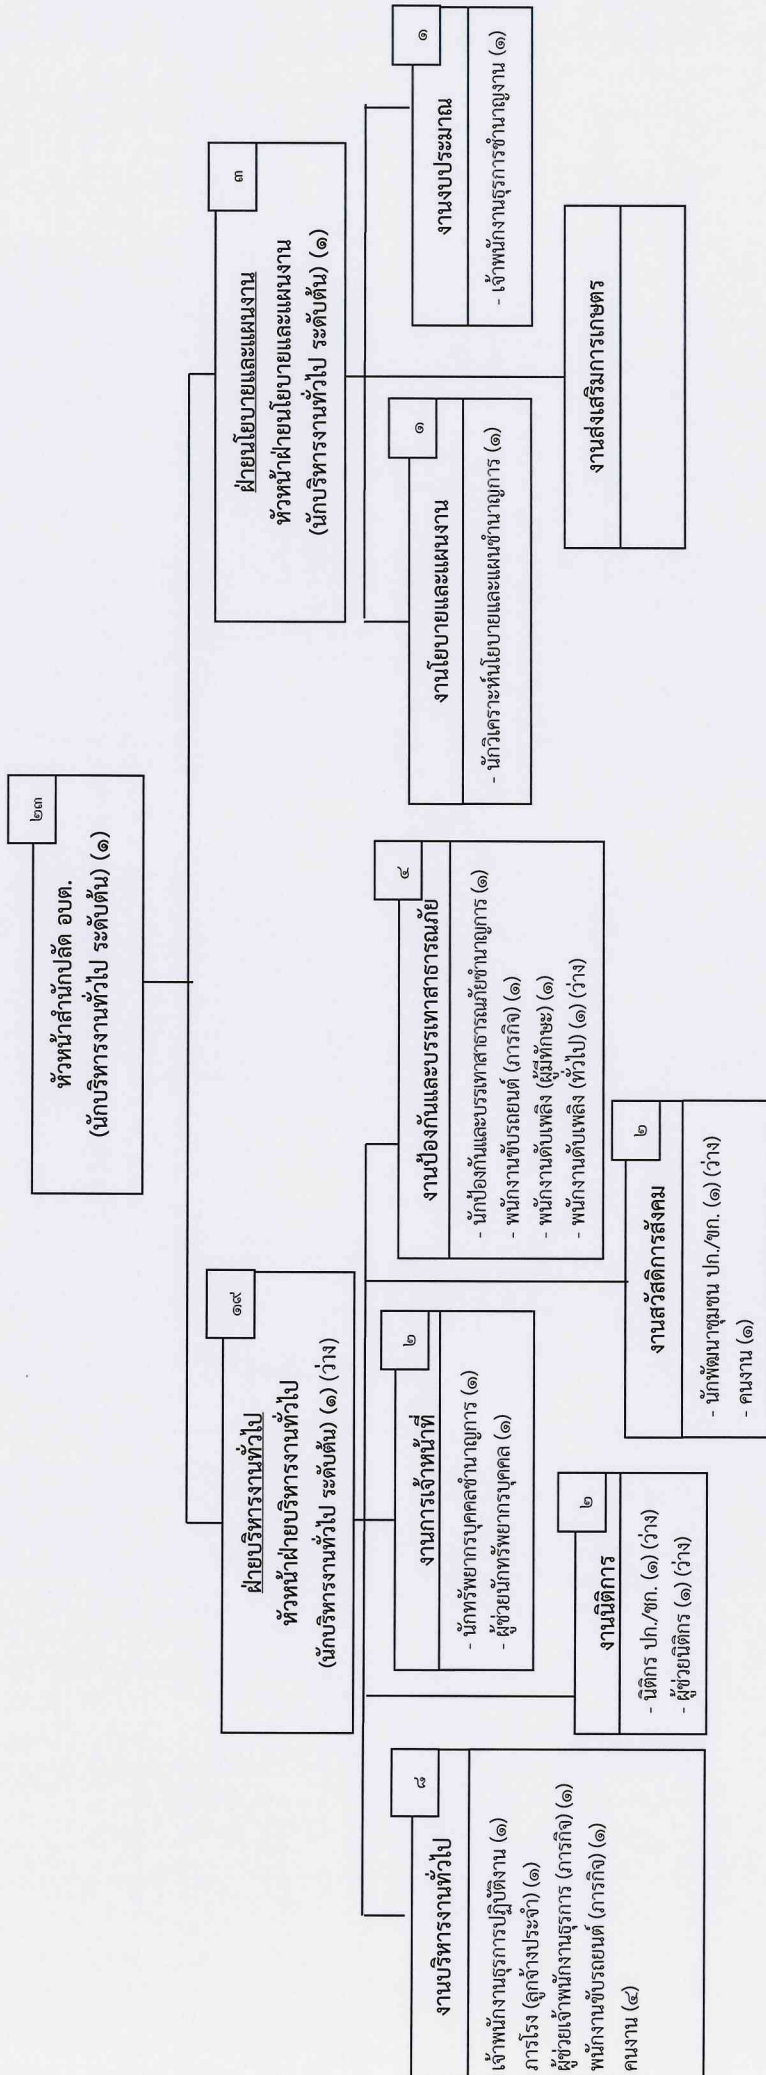 ๒๓
หัวหน้าสำนักปลัด อบต.
(นักบริหารงานทั่วไป ระดับต้น) (๑)
๑๙
ฝ่ายบริหารงานทั่วไป
หัวหน้าฝ่ายบริหารงานทั่วไป
(นักบริหารงานทั่วไป ระดับต้น) (๑) (ว่าง)
๓
ฝ่ายนโยบายและแผนงาน
หัวหน้าฝ่ายนโยบายและแผนงาน
(นักบริหารงานทั่วไป ระดับต้น) (๑)
๘
งานบริหารงานทั่วไป
เจ้าพนักงานธุรการปฏิบัติงาน (๑)
ภารโรง (ลูกจ้างประจำ) (๑)
ผู้ช่วยเจ้าพนักงานธุรการ (ภารกิจ) (๑)
พนักงานขับรถยนต์ (ภารกิจ) (๑)
คนงาน (๔)
๒
งานการเจ้าหน้าที่
- นักทรัพยากรบุคคลชำนาญการ (๑)
- ผู้ช่วยนักทรัพยากรบุคคล (๑)
๔
งานป้องกันและบรรเทาสาธารณภัย
- นักป้องกันและบรรเทาสาธารณภัยชำนาญการ (๑)
- พนักงานขับรถยนต์ (ภารกิจ) (๑)
- พนักงานดับเพลิง (ผู้มีทักษะ) (๑)
- พนักงานดับเพลิง (ทั่วไป) (๑) (ว่าง)
๑
งานนโยบายและแผนงาน
- นักวิเคราะห์นโยบายและแผนชำนาญการ (๑)
๑
งานงบประมาณ
- เจ้าพนักงานธุรการชำนาญงาน (๑)
๒
งานนิติการ
- นิติกร ปก./ชก. (๑) (ว่าง)
- ผู้ช่วยนิติกร (๑) (ว่าง)
๒
งานสวัสดิการสังคม
- นักพัฒนาชุมชน ปก./ชก. (๑) (ว่าง)
- คนงาน (๑)
งานส่งเสริมการเกษตร